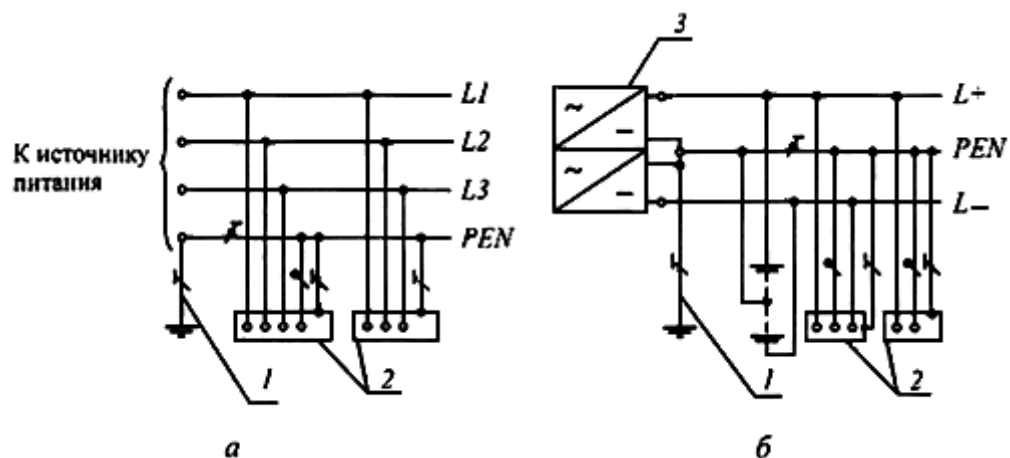 К источнику
питания
L1
L2
L3
PEN
1
2
а
3
~
–
~
–
L+
PEN
L–
1
2
б